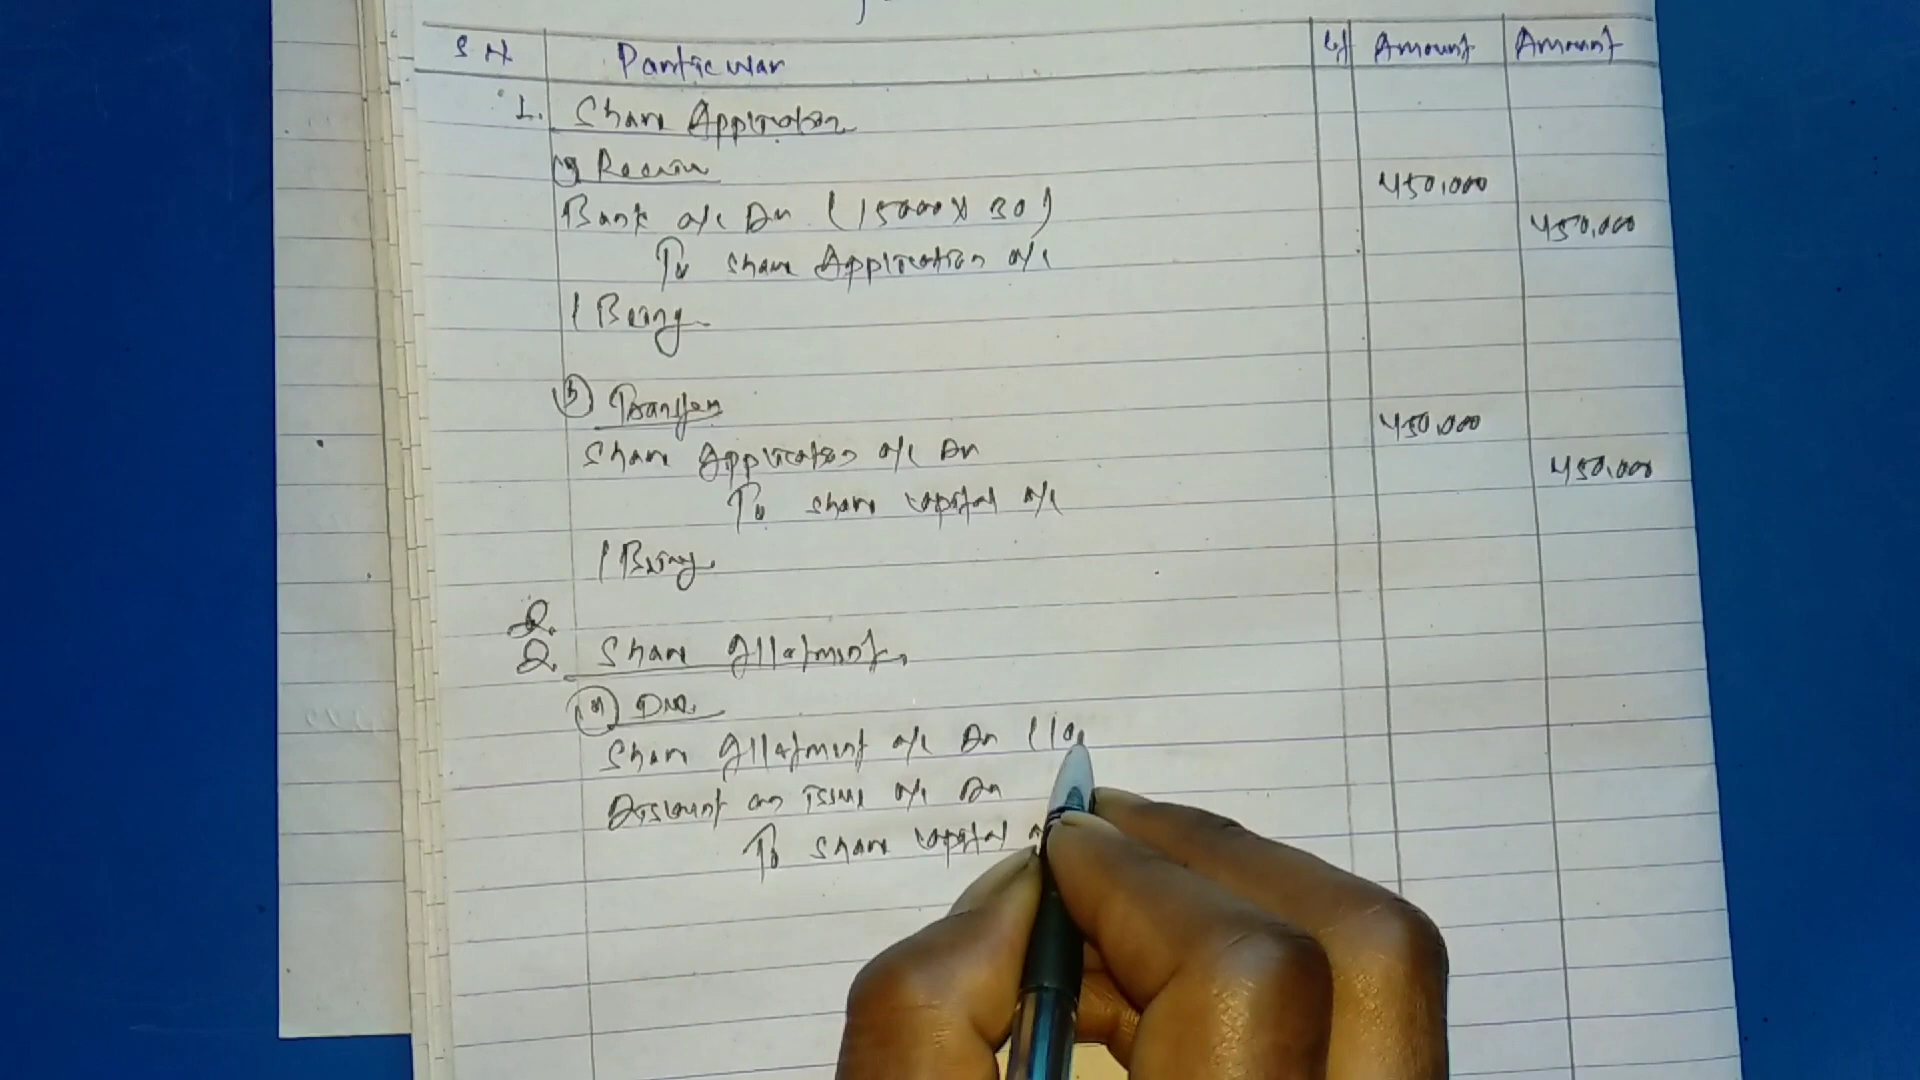 S.N. Particular L/f Amount Amount
1. Share Application
(a) Receive
450,000
Bank a/c Dr (15000 x 30)
450,000
To share Application a/c
(Being
(b) Transfer
450,000
Share Application a/c Dr
450,000
To share capital a/c
(Being
2.
2. Share Allotment
(a) Due
Share Allotment a/c Dr (10
Discount on issue a/c Dr
To share capital